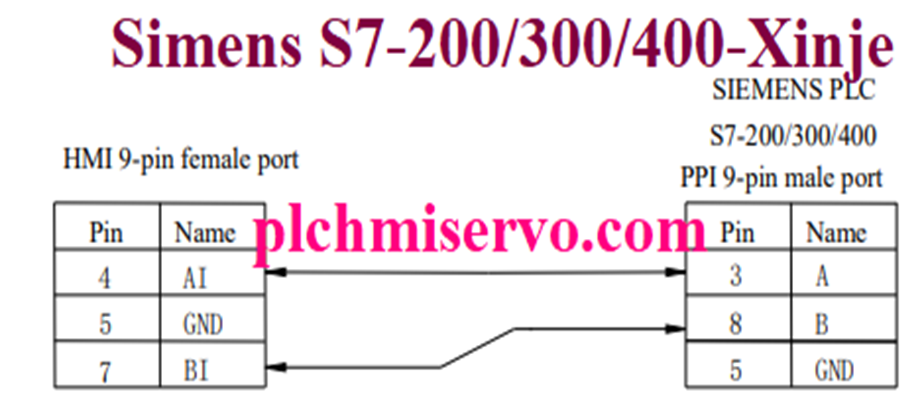 Simens S7-200/300/400-Xinje
SIEMENS PLC
S7-200/300/400
HMI 9-pin female port
PPI 9-pin male port
plchmiservo.com
Pin Name
4 AI
5 GND
7 BI
Pin Name
3 A
8 B
5 GND